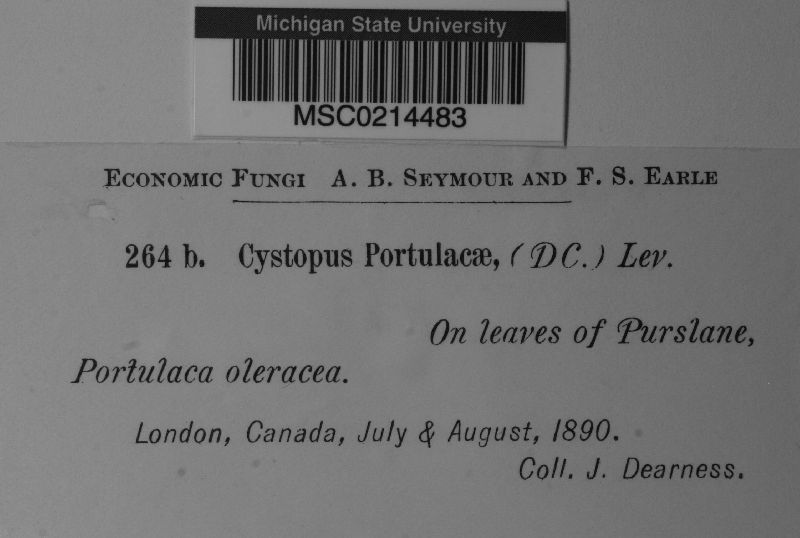 Michigan State University
MSC0214483
Economic Fungi A. B. Seymour and F. S. Earle
264 b. Cystopus Portulacæ, (DC.) Lev.
On leaves of Purslane,
Portulaca oleracea.
London, Canada, July & August, 1890.
Coll. J. Dearness.